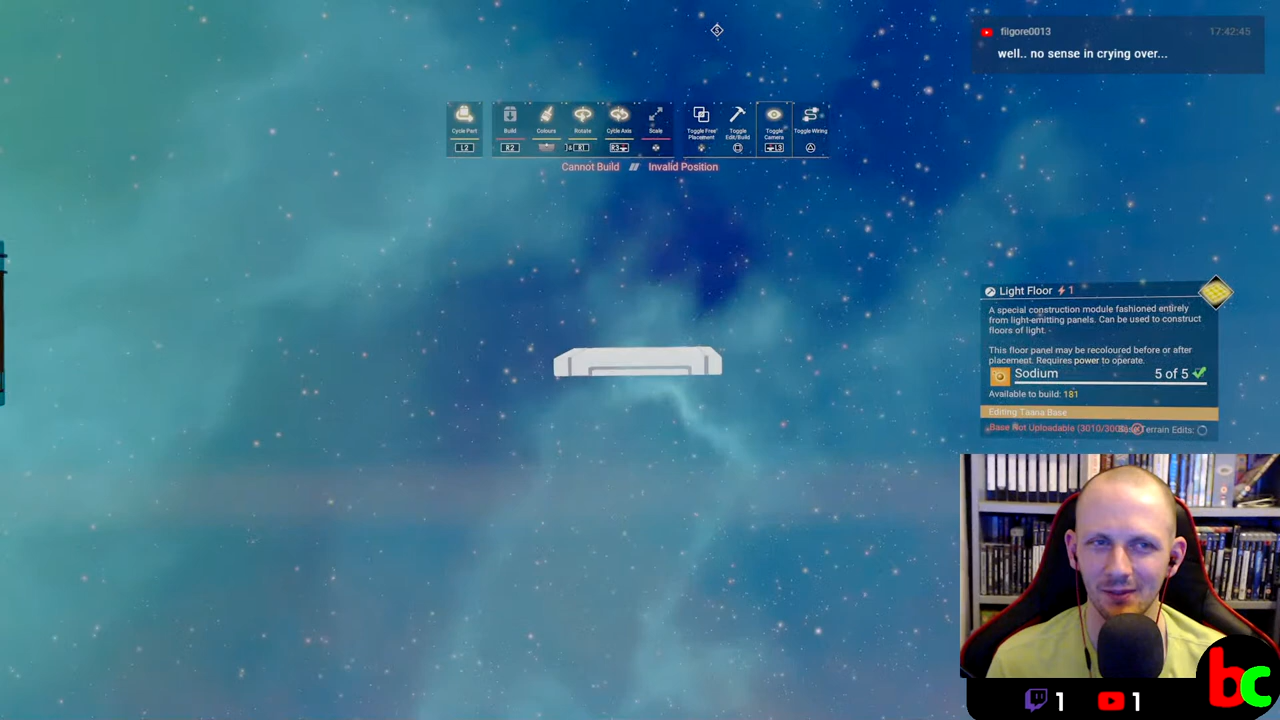 fiigore0013 17:42:45
well.. no sense in crying over...
Cycle Part Build Colours Rotate Cycle Axis Scale Toggle Free Placement Toggle Edit/Build Toggle Camera Toggle Wiring
L2 R2 R1 R3 L3
Cannot Build // Invalid Position
Light Floor 1
A special construction module fashioned entirely
from light-emitting panels. Can be used to construct
floors of light.
This floor panel may be recoloured before or after
placement. Requires power to operate.
Sodium 5 of 5
Available to build: 181
Editing Taana Base
Base Not Uploadable (3010/300 Terrain Edits:
1 1
bc